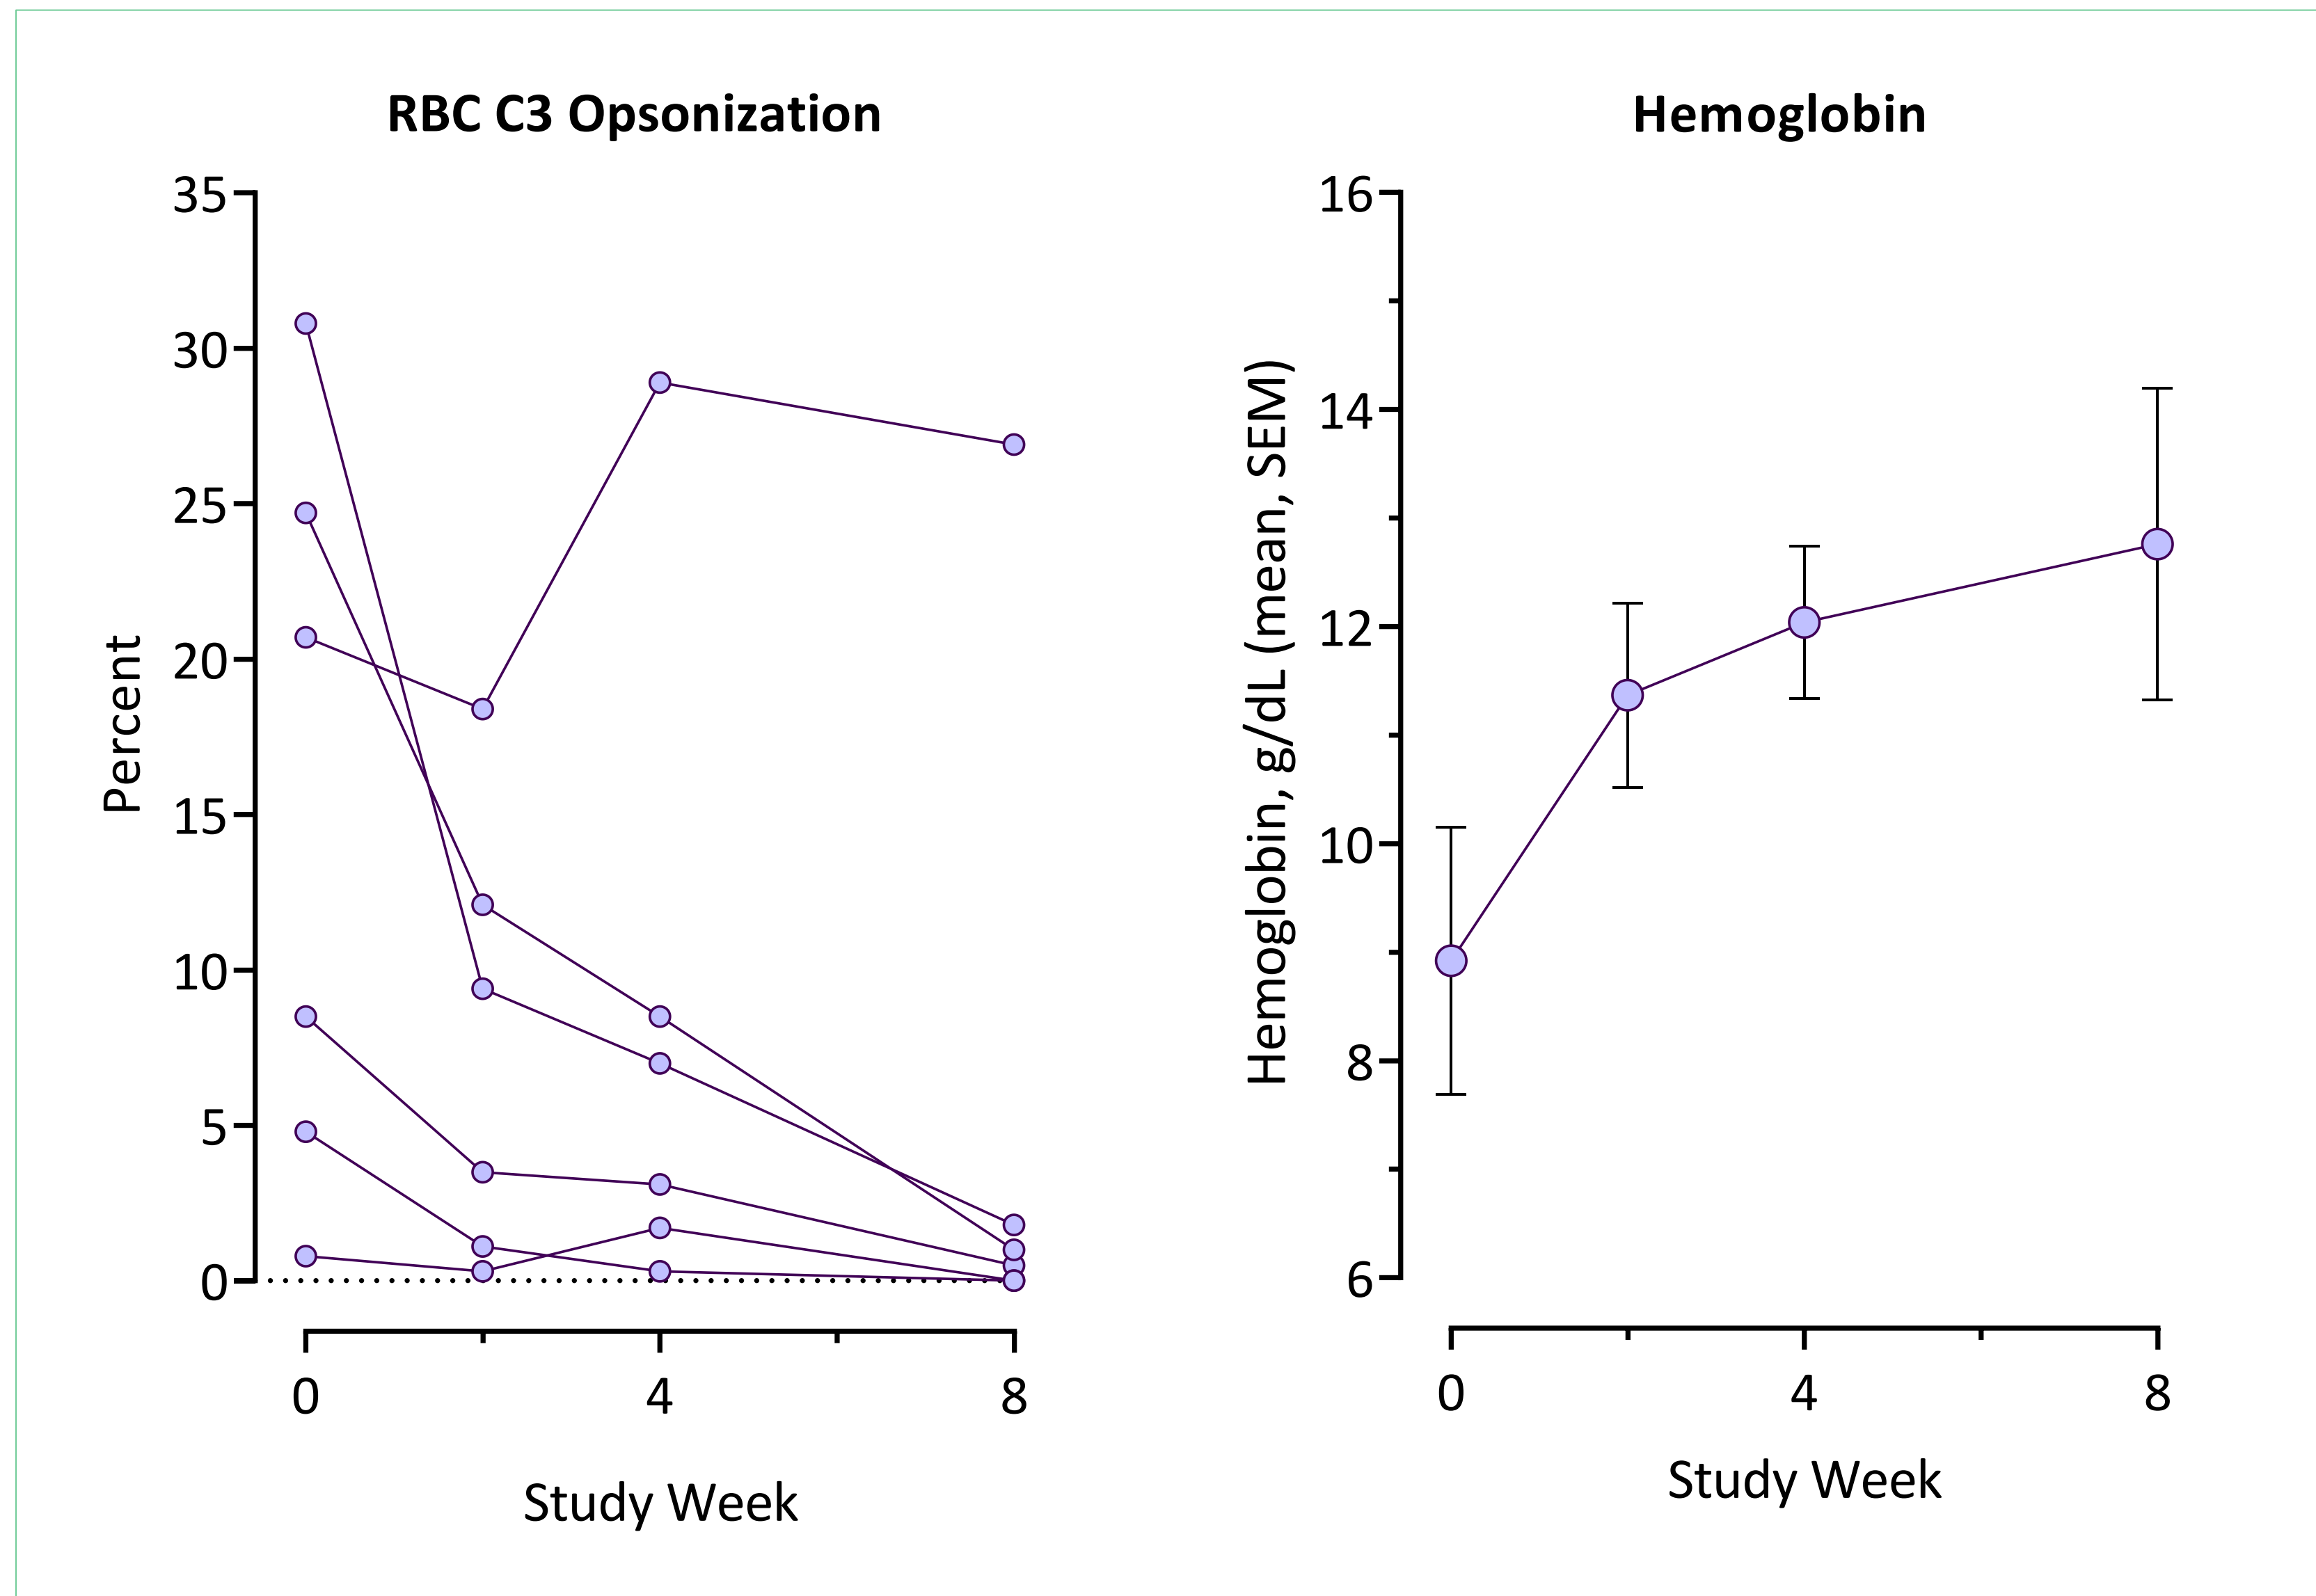 RBC C3 Opsonization
Percent
35
30
25
20
15
10
5
0
0 4 8
Study Week
Hemoglobin
Hemoglobin, g/dL (mean, SEM)
16
14
12
10
8
6
0 4 8
Study Week